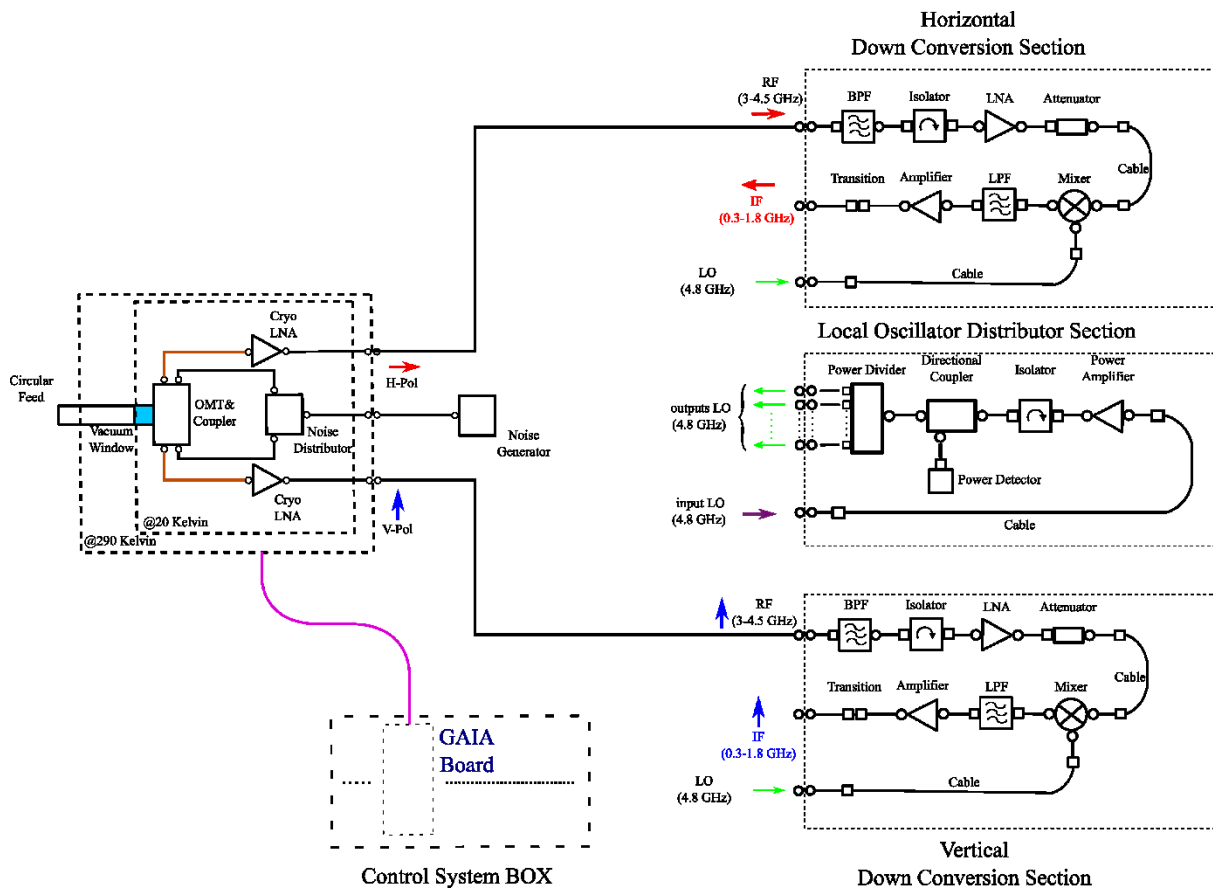 Horizontal
Down Conversion Section
RF
(3-4.5 GHz)
BPF
Isolator
LNA
Attenuator
Cable
Transition
Amplifier
LPF
Mixer
IF
(0.3-1.8 GHz)
LO
(4.8 GHz)
Cable
Local Oscillator Distributor Section
Power Divider
Directional
Coupler
Isolator
Power
Amplifier
outputs LO
(4.8 GHz)
Power Detector
input LO
(4.8 GHz)
Cable
Cryo
LNA
H-Pol
Circular
Feed
OMT&
Coupler
Vacuum
Window
Noise
Distributor
Noise
Generator
Cryo
LNA
V-Pol
@20 Kelvin
@290 Kelvin
RF
(3-4.5 GHz)
BPF
Isolator
LNA
Attenuator
Cable
Transition
Amplifier
LPF
Mixer
IF
(0.3-1.8 GHz)
LO
(4.8 GHz)
Cable
Vertical
Down Conversion Section
GAIA
Board
Control System BOX